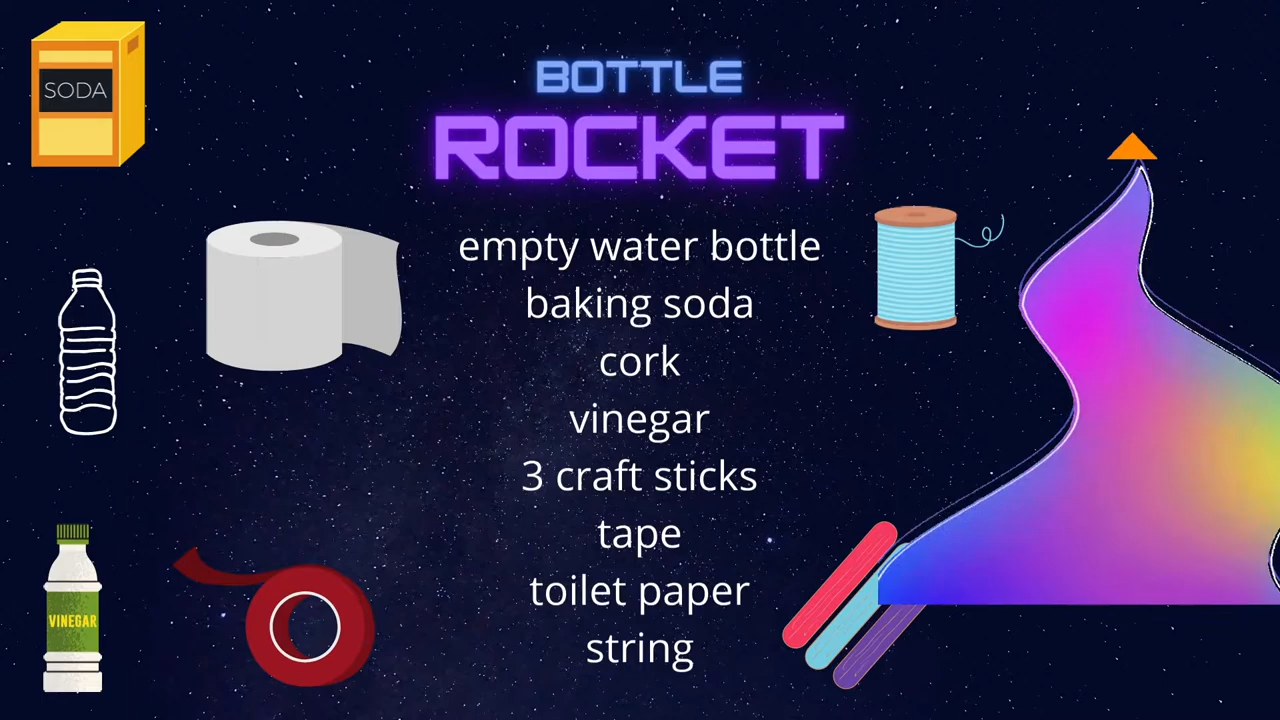 SODA
BOTTLE
ROCKET
empty water bottle
baking soda
cork
vinegar
3 craft sticks
tape
toilet paper
string
VINEGAR